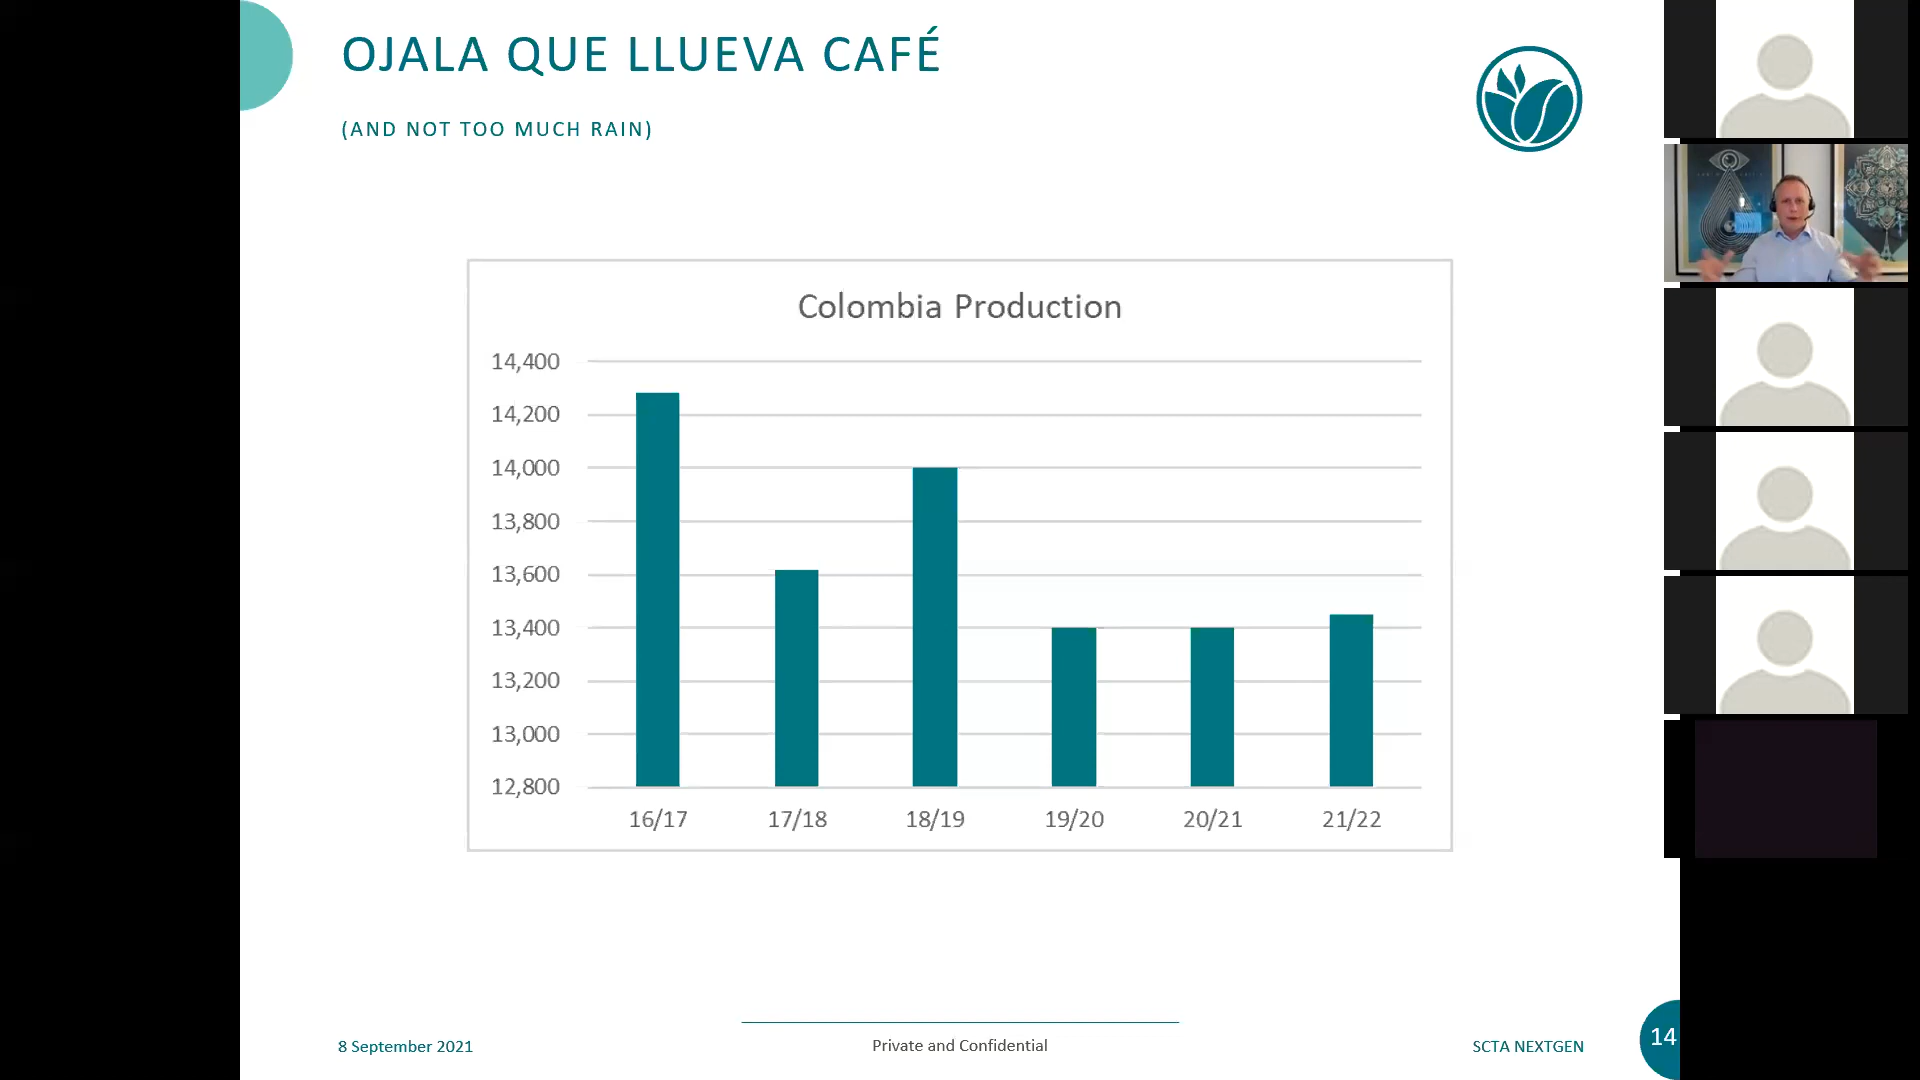 OJALA QUE LLUEVA CAFÉ
(AND NOT TOO MUCH RAIN)
Colombia Production
14,400
14,200
14,000
13,800
13,600
13,400
13,200
13,000
12,800
16/17 17/18 18/19 19/20 20/21 21/22
8 September 2021 Private and Confidential SCTA NEXTGEN 14